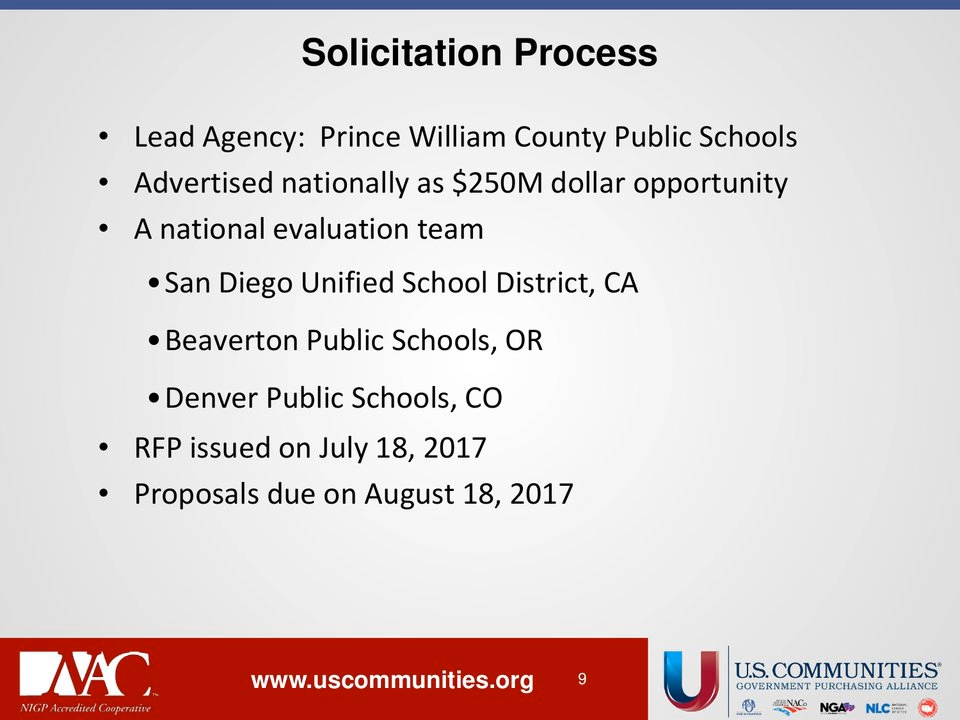 Solicitation Process
• Lead Agency:  Prince William County Public Schools
• Advertised nationally as $250M dollar opportunity
• A national evaluation team
•San Diego Unified School District, CA
•Beaverton Public Schools, OR
•Denver Public Schools, CO
• RFP issued on July 18, 2017
• Proposals due on August 18, 2017
NAC™
NIGP Accredited Cooperative
www.uscommunities.org
9
U.S. COMMUNITIES®
GOVERNMENT PURCHASING ALLIANCE
NACo
NGA
NLC